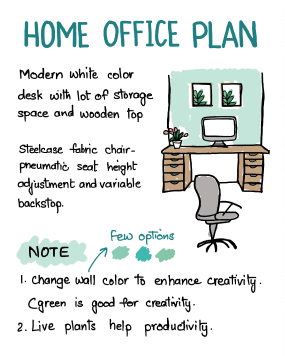 HOME OFFICE PLAN
Modern white color
desk with lot of storage
space and wooden top
Steelcase fabric chair-
pneumatic seat height
adjustment and variable
backstop.
Few options
NOTE
1. Change wall color to enhance creativity.
Cgreen is good for creativity.
2. Live plants help productivity.